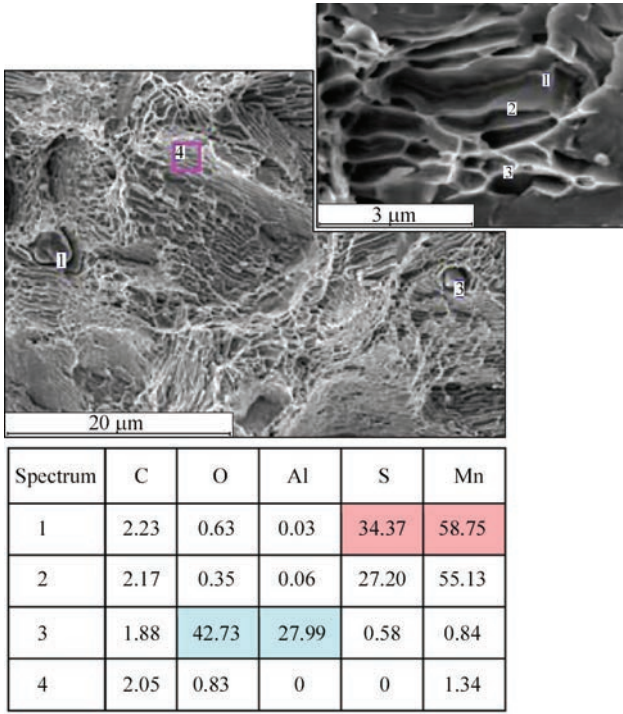 1
2
3
3 μm
4
1
3
20 μm
Spectrum C O Al S Mn
1 2.23 0.63 0.03 34.37 58.75
2 2.17 0.35 0.06 27.20 55.13
3 1.88 42.73 27.99 0.58 0.84
4 2.05 0.83 0 0 1.34